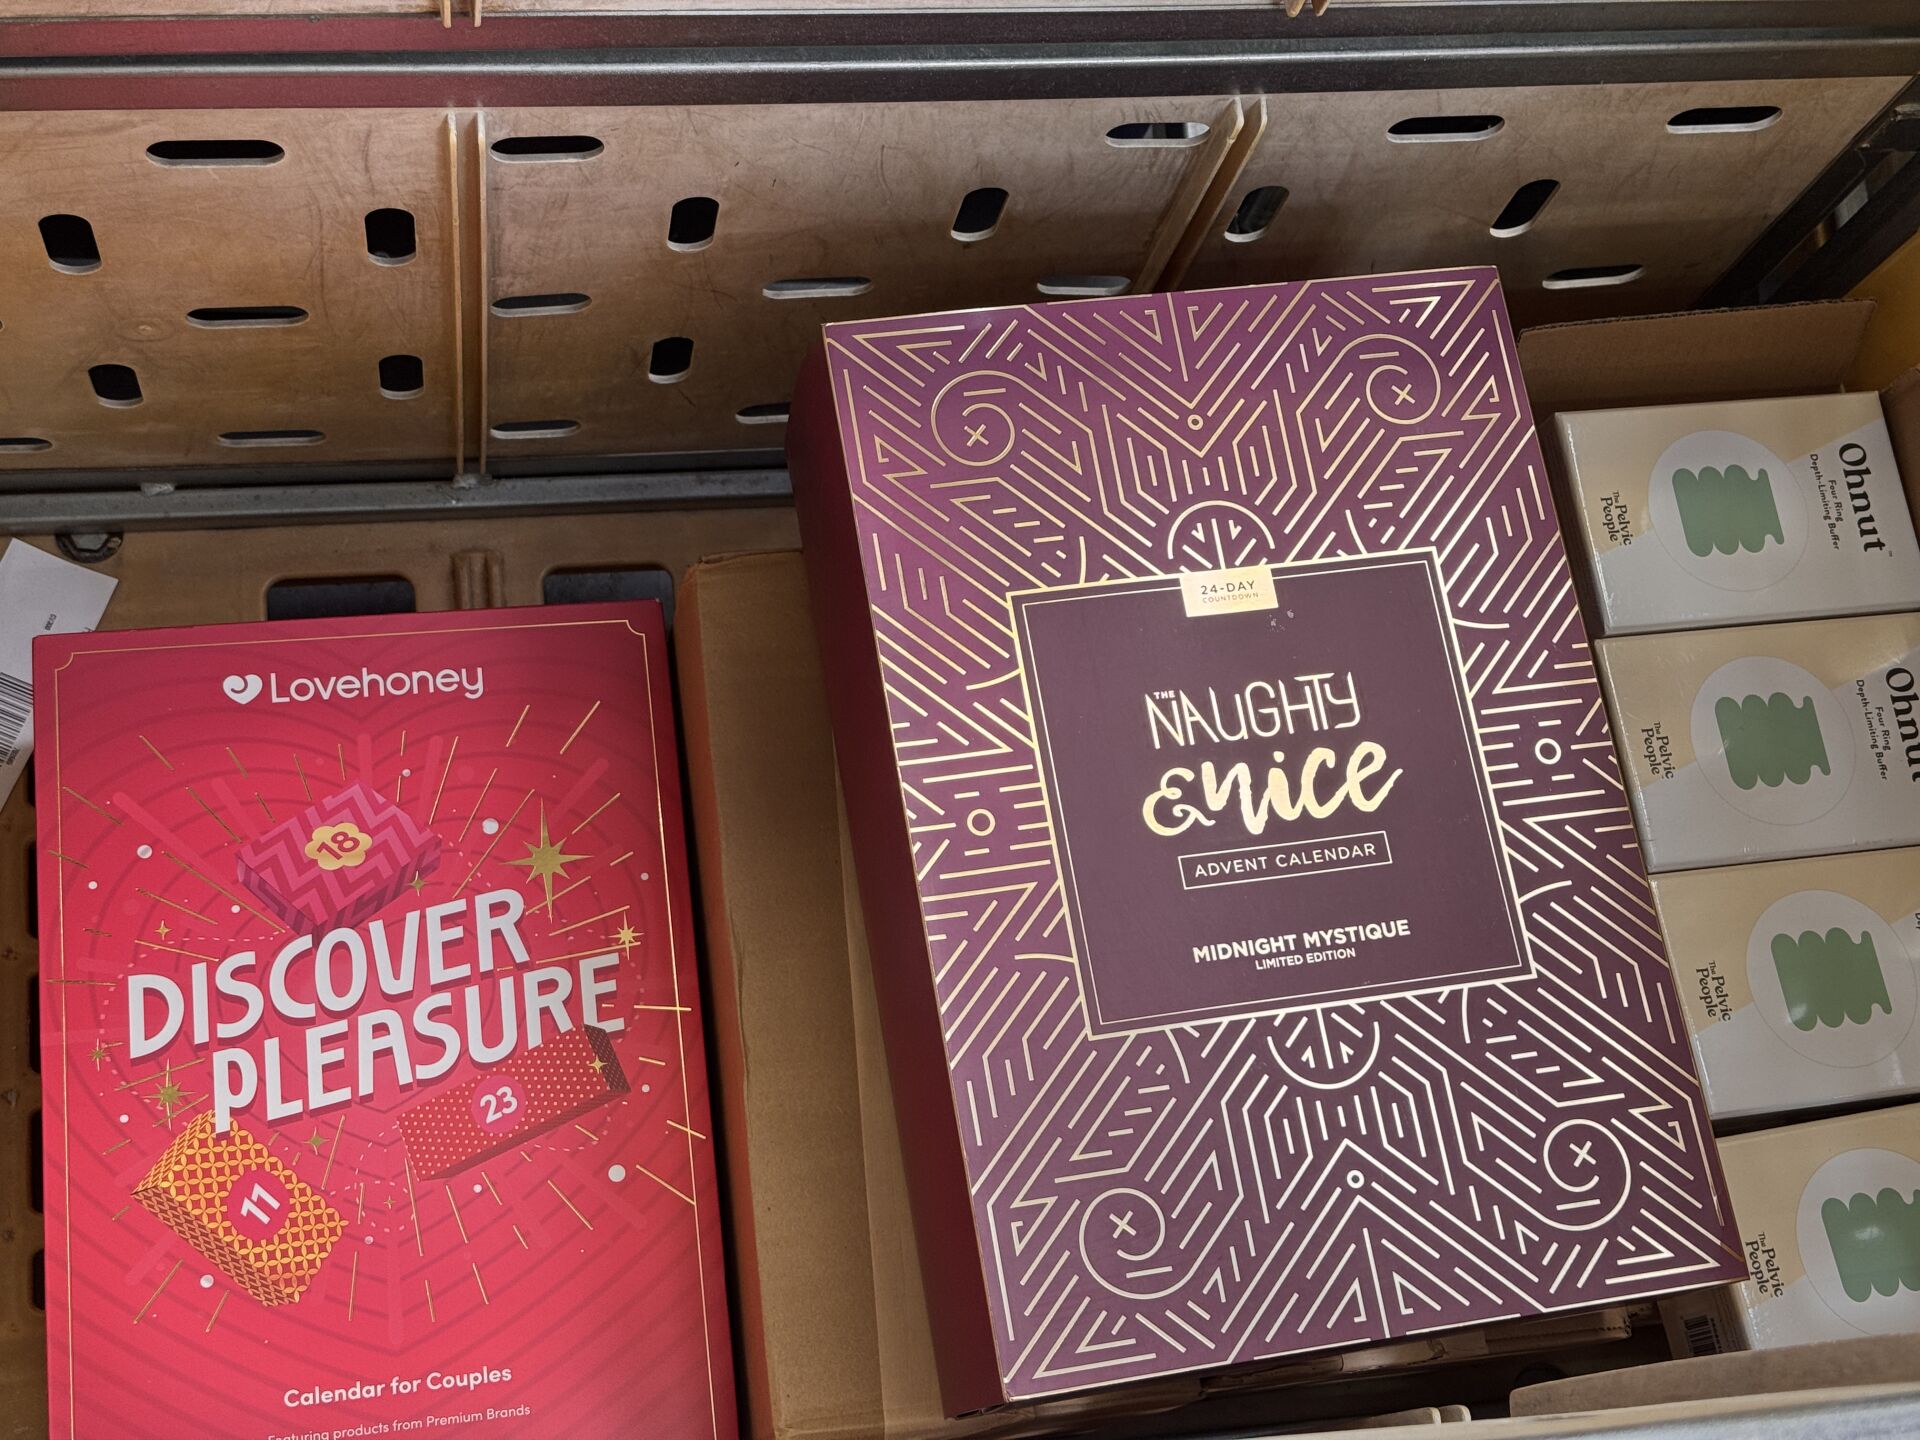 Lovehoney
18
DISCOVER
PLEASURE
23
11
Calendar for Couples
Featuring products from Premium Brands
24-DAY
COUNTDOWN
THE
NAUGHTY
&nice
ADVENT CALENDAR
MIDNIGHT MYSTIQUE
LIMITED EDITION
Ohnut
Four Ring
Depth-Limiting Buffer
The Pelvic
People
Ohnut
Four Ring
Depth-Limiting Buffer
The Pelvic
People
The Pelvic
People
The Pelvic
People